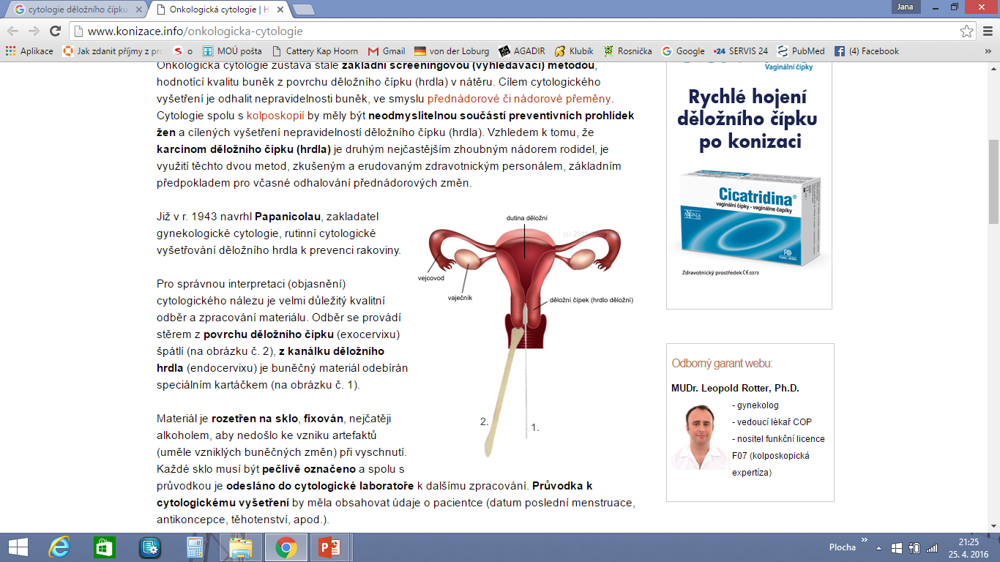 cytologie děložního čípku
Onkologická cytologie | H
Jana
www.konizace.info/onkologicka-cytologie
Aplikace
Jak zdanit příjmy z pr
o
MOÚ pošta
Cattery Kap Hoorn
Gmail
von der Loburg
AGADIR
Klubík
Rosnička
Google
SERVIS 24
PubMed
(4) Facebook
»
Onkologická cytologie zůstává stále základní screeningovou (vyhledávací) metodou,
hodnotící kvalitu buněk z povrchu děložního čípku (hrdla) v nátěru. Cílem cytologického
vyšetření je odhalit nepravidelnosti buněk, ve smyslu přednádorové či nádorové přeměny.
Cytologie spolu s kolposkopií by měly být neodmyslitelnou součástí preventivních prohlídek
žen a cílených vyšetření nepravidelností děložního čípku (hrdla). Vzhledem k tomu, že
karcinom děložního čípku (hrdla) je druhým nejčastějším zhoubným nádorem rodidel, je
využití těchto dvou metod, zkušeným a erudovaným zdravotnickým personálem, základním
předpokladem pro včasné odhalování přednádorových změn.
Již v r. 1943 navrhl Papanicolau, zakladatel
gynekologické cytologie, rutinní cytologické
vyšetřování děložního hrdla k prevenci rakoviny.
Pro správnou interpretaci (objasnění)
cytologického nálezu je velmi důležitý kvalitní
odběr a zpracování materiálu. Odběr se provádí
stěrem z povrchu děložního čípku (exocervixu)
špátlí (na obrázku č. 2), z kanálku děložního
hrdla (endocervixu) je buněčný materiál odebírán
speciálním kartáčkem (na obrázku č. 1).
Materiál je rozetřen na sklo, fixován, nejčatěji
alkoholem, aby nedošlo ke vzniku artefaktů
(uměle vzniklých buněčných změn) při vyschnutí.
Každé sklo musí být pečlivě označeno a spolu s
průvodkou je odesláno do cytologické laboratoře k dalšímu zpracování. Průvodka k
cytologickému vyšetření by měla obsahovat údaje o pacientce (datum poslední menstruace,
antikoncepce, těhotenství, apod.).
dutina děložní
(c) 2011
vejcovod
vaječník
děložní čípek (hrdlo děložní)
2.
1.
Vaginální čípky
Rychlé hojení
děložního čípku
po konizaci
Cicatridina®
vaginální čípky - vaginálne čapíky
Zdravotnický prostředek CE 0373
Odborný garant webu:
MUDr. Leopold Rotter, Ph.D.
- gynekolog
- vedoucí lékař COP
- nositel funkční licence
F07 (kolposkopická
expertíza)
Plocha
»
21:25
25. 4. 2016